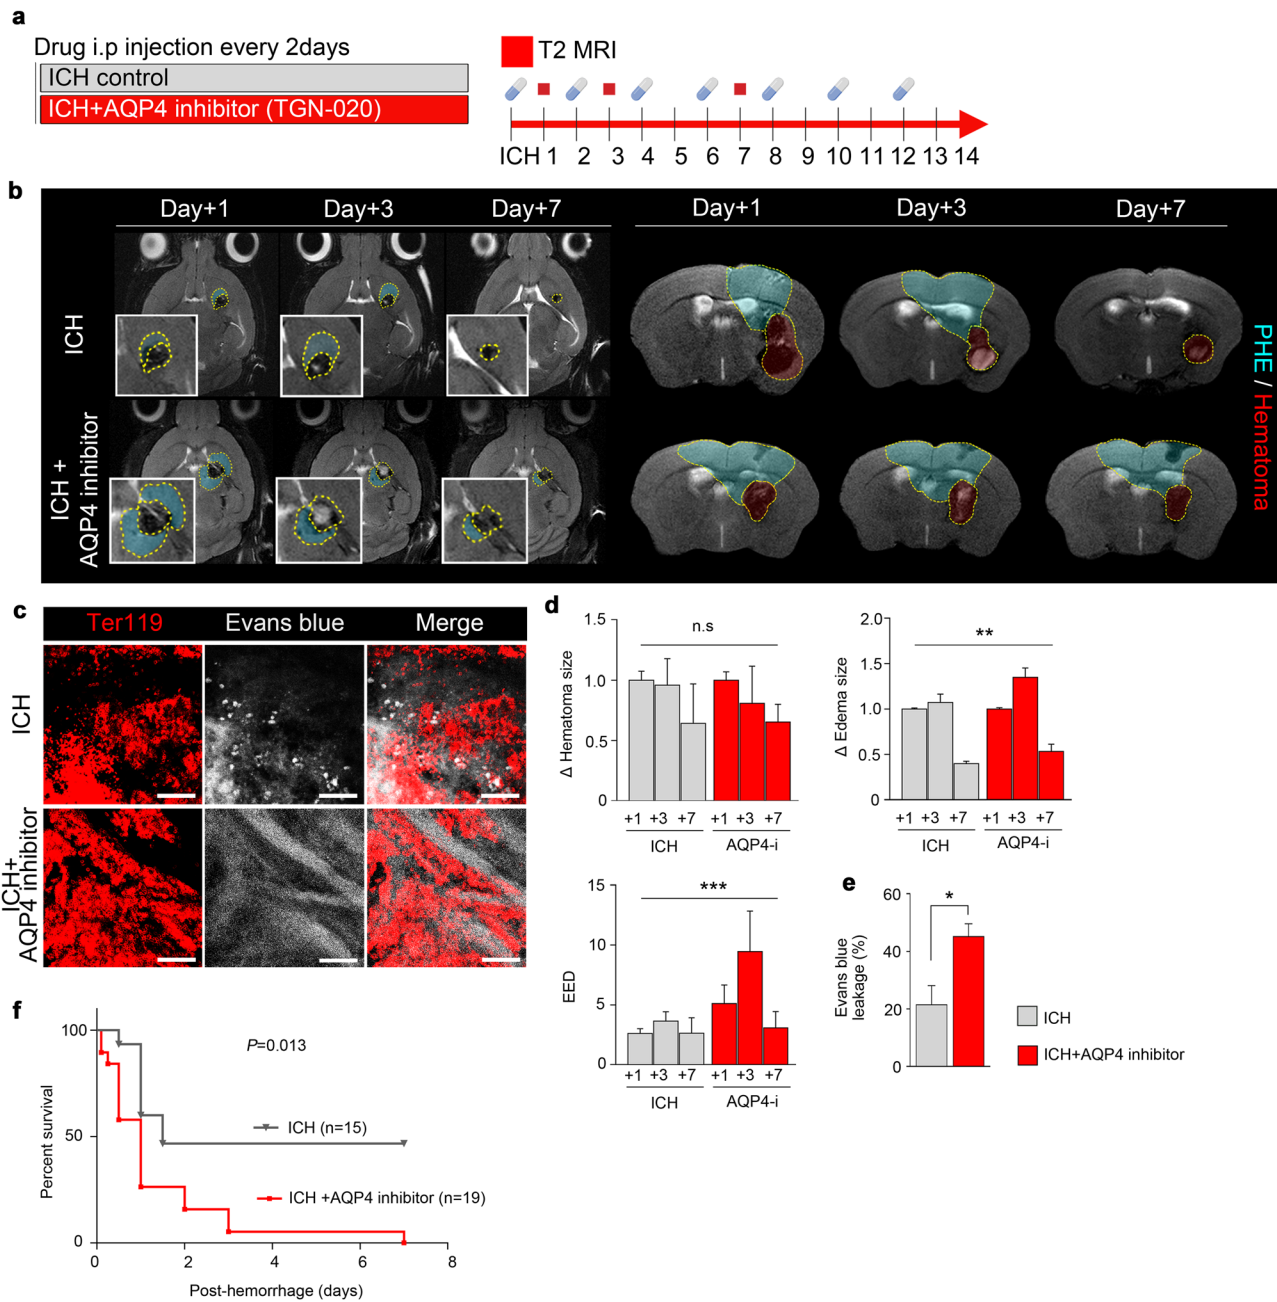 a
Drug i.p injection every 2days
ICH control
ICH+AQP4 inhibitor (TGN-020)
T2 MRI
ICH 1 2 3 4 5 6 7 8 9 10 11 12 13 14
b
Day+1 Day+3 Day+7 Day+1 Day+3 Day+7
ICH
ICH +
AQP4 inhibitor
PHE / Hematoma
c
Ter119 Evans blue Merge
ICH
ICH+
AQP4 inhibitor
d
Δ Hematoma size
1.5
1.0
0.5
0
n.s
+1 +3 +7 +1 +3 +7
ICH AQP4-i
Δ Edema size
2.0
1.5
1.0
0.5
0
**
+1 +3 +7 +1 +3 +7
ICH AQP4-i
EED
15
10
5
0
***
+1 +3 +7 +1 +3 +7
ICH AQP4-i
e
Evans blue
leakage (%)
60
40
20
0
*
ICH
ICH+AQP4 inhibitor
f
Percent survival
100
50
0
P=0.013
ICH (n=15)
ICH +AQP4 inhibitor (n=19)
0 2 4 6 8
Post-hemorrhage (days)